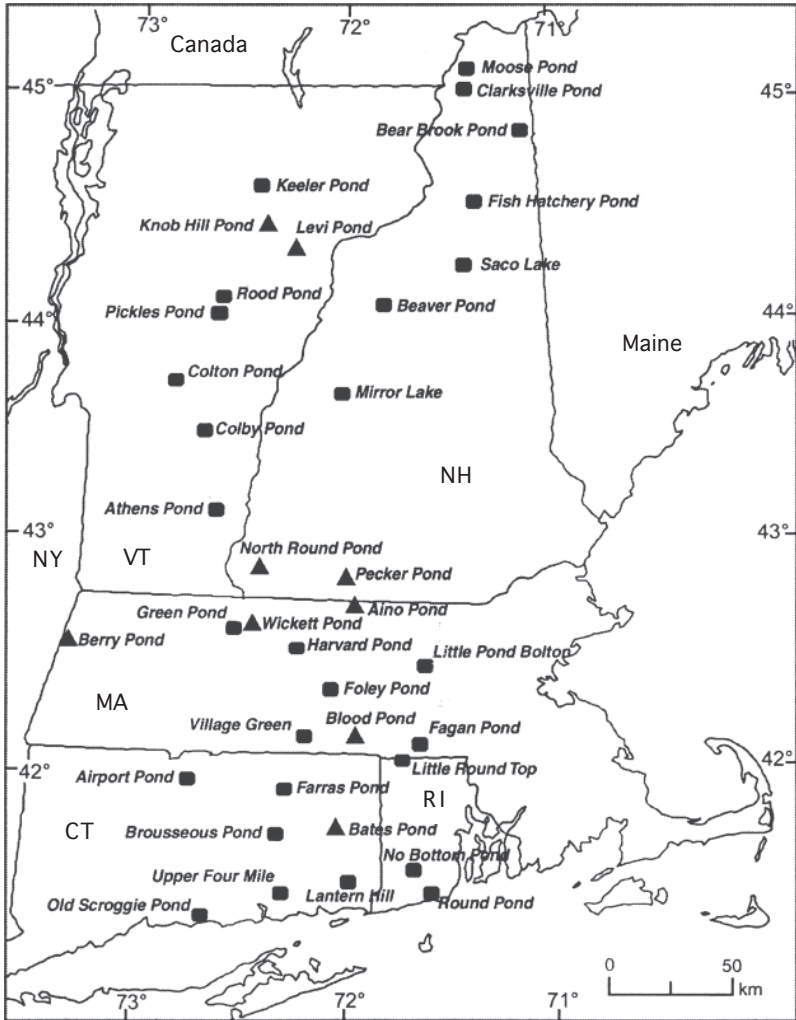 73° 72° 71°
Canada
Moose Pond
45° Clarksville Pond 45°
Bear Brook Pond
Keeler Pond
Fish Hatchery Pond
Knob Hill Pond Levi Pond
Saco Lake
Rood Pond
Pickles Pond Beaver Pond
44° 44°
Maine
Colton Pond
Mirror Lake
Colby Pond
NH
Athens Pond
43° 43°
NY VT North Round Pond
Pecker Pond
Green Pond Aino Pond
Wickett Pond
Berry Pond Harvard Pond Little Pond Bolton
Foley Pond
MA
Village Green Blood Pond Fagan Pond
42° 42°
Airport Pond Little Round Top
Farras Pond RI
CT Brousseous Pond Bates Pond
No Bottom Pond
Upper Four Mile
Lantern Hill Round Pond
Old Scroggie Pond
0 50
km
73° 72° 71°